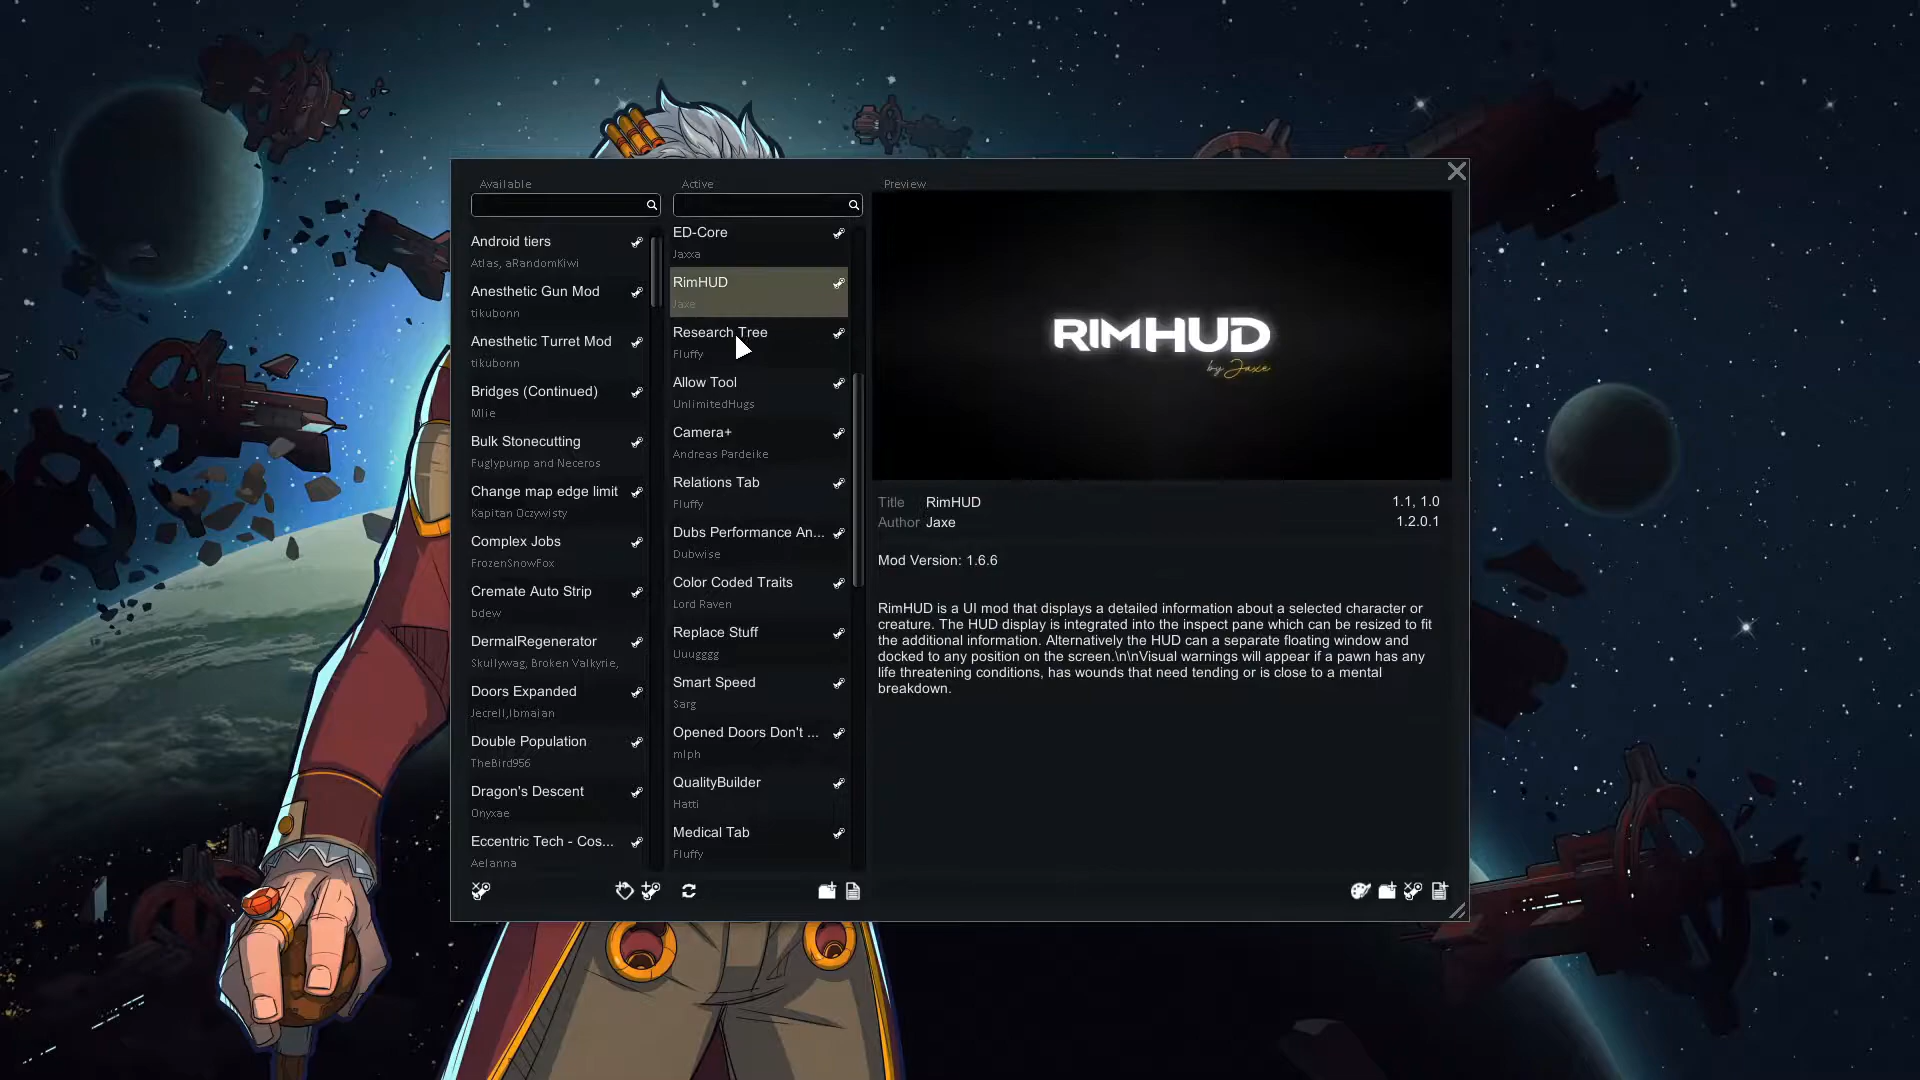 Available
Android tiers
Atlas, aRandomKiwi
Anesthetic Gun Mod
tikubonn
Anesthetic Turret Mod
tikubonn
Bridges (Continued)
Mlie
Bulk Stonecutting
Fuglypump and Neceros
Change map edge limit
Kapitan Oczywisty
Complex Jobs
FrozenSnowFox
Cremate Auto Strip
bdew
DermalRegenerator
Skullywag, Broken Valkyrie,
Doors Expanded
Jecrell,lbmaian
Double Population
TheBird956
Dragon's Descent
Onyxae
Eccentric Tech - Cos...
Aelanna
Active
ED-Core
Jaxxa
RimHUD
Jaxe
Research Tree
Fluffy
Allow Tool
UnlimitedHugs
Camera+
Andreas Pardeike
Relations Tab
Fluffy
Dubs Performance An...
Dubwise
Color Coded Traits
Lord Raven
Replace Stuff
Uuugggg
Smart Speed
Sarg
Opened Doors Don't ...
mlph
QualityBuilder
Hatti
Medical Tab
Fluffy
Preview
RIMHUD
by Jaxe
Title RimHUD 1.1, 1.0
Author Jaxe 1.2.0.1
Mod Version: 1.6.6
RimHUD is a UI mod that displays a detailed information about a selected character or
creature. The HUD display is integrated into the inspect pane which can be resized to fit
the additional information. Alternatively the HUD can a separate floating window and
docked to any position on the screen.\n\nVisual warnings will appear if a pawn has any
life threatening conditions, has wounds that need tending or is close to a mental
breakdown.